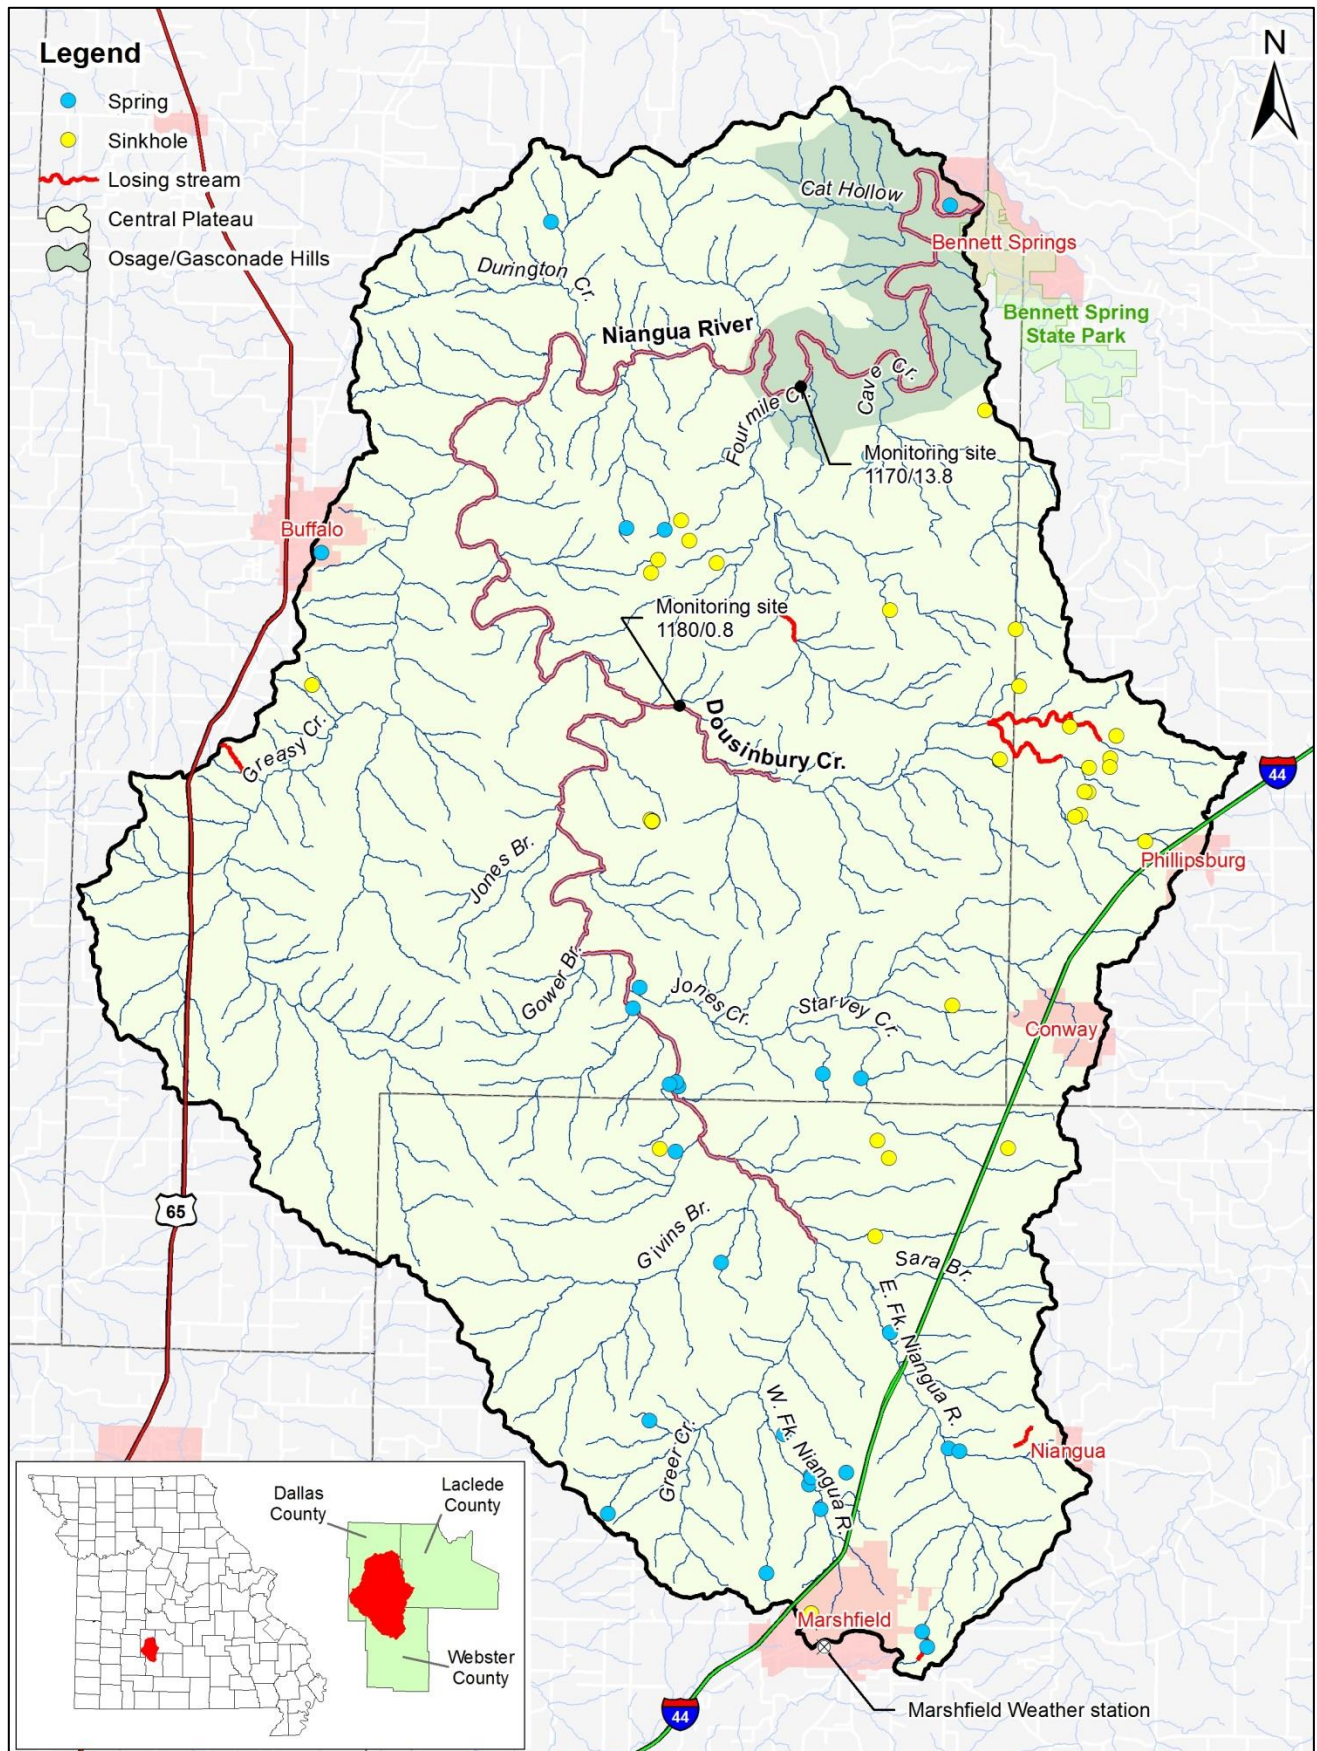 Legend
N
Spring
Sinkhole
Losing stream
Central Plateau
Osage/Gasconade Hills
Cat Hollow
Bennett Springs
Durington Cr.
Bennett Spring
State Park
Niangua River
Cave Cr.
Fourmile Cr.
Monitoring site
1170/13.8
Buffalo
Monitoring site
1180/0.8
Dousinbury Cr.
Greasy Cr.
44
Jones Br.
Phillipsburg
Gower Br.
Jones Cr.
Starvey Cr.
Conway
65
Givins Br.
Sara Br.
E. Fk. Niangua R.
W. Fk. Niangua R.
Greer Cr.
Niangua
Dallas
County
Laclede
County
Webster
County
Marshfield
44
Marshfield Weather station